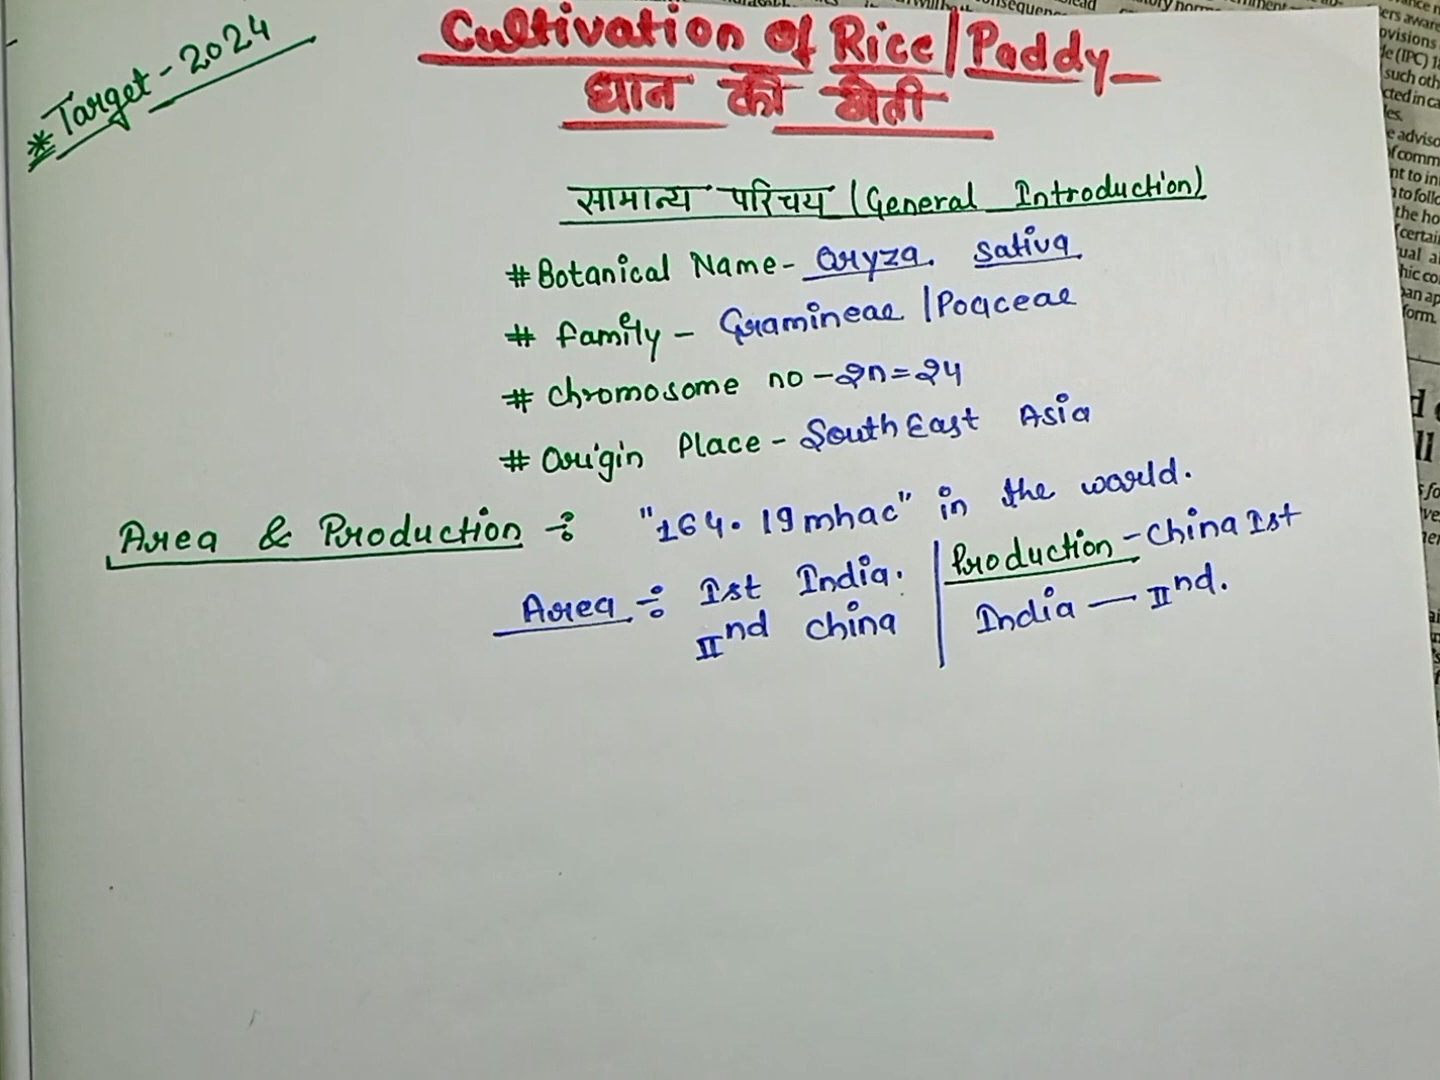 * Target - 2024
Cultivation of Rice/Paddy
धान की खेती
सामान्य परिचय (General Introduction)
# Botanical Name - Oryza. Sativa
# family - Gramineae / Poaceae
# Chromosome no - 2n = 24
# Origin Place - South East Asia
Area & Production ÷ "164.19mhac" in the world.
Area ÷ Ist India. | Production - China Ist
IInd china | India — IInd.